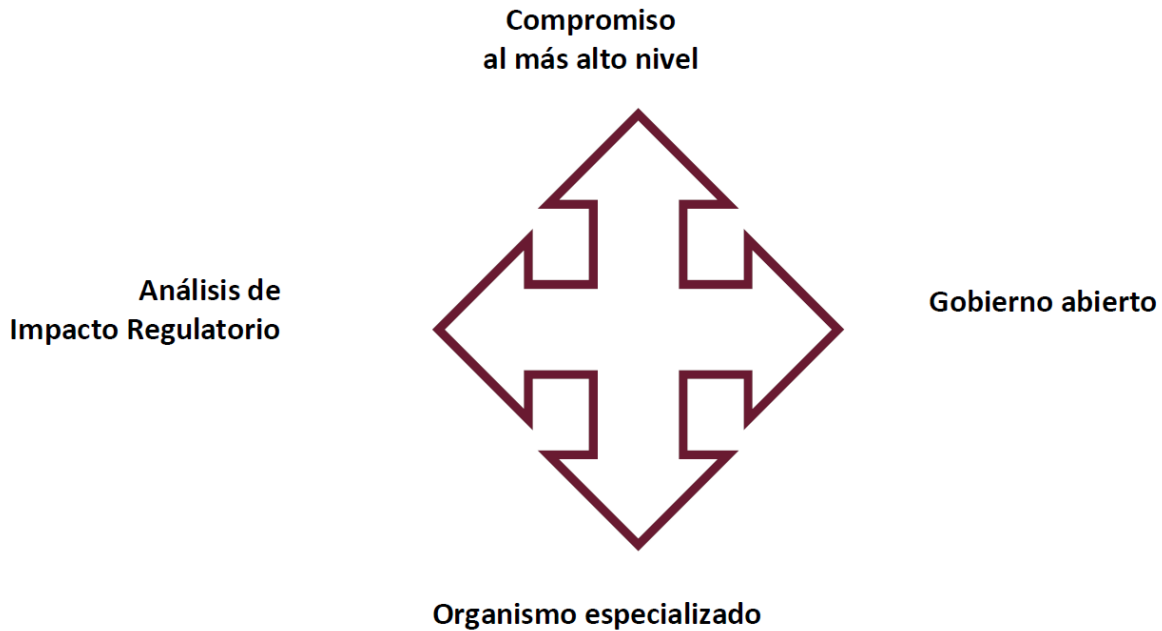 Compromiso
al más alto nivel
Análisis de
Impacto Regulatorio
Gobierno abierto
Organismo especializado